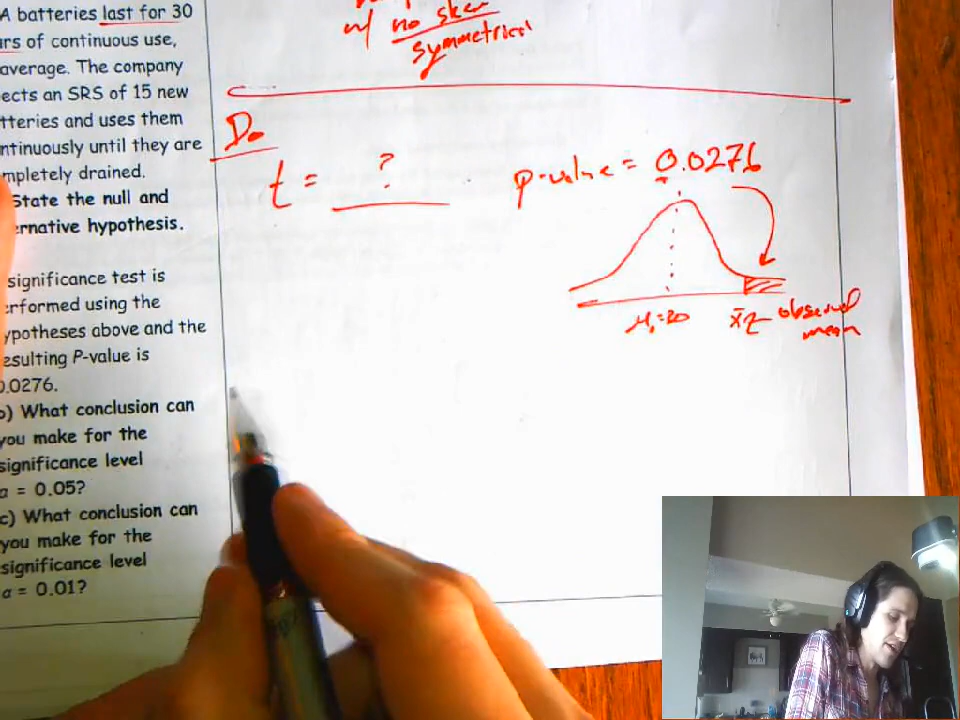 w/ no skew
symmetrical
A batteries last for 30
urs of continuous use,
average. The company
ects an SRS of 15 new
tteries and uses them
ntinuously until they are
mpletely drained.
State the null and
ernative hypothesis.
significance test is
erformed using the
ypotheses above and the
esulting P-value is
0.0276.
b) What conclusion can
you make for the
significance level
α = 0.05?
c) What conclusion can
you make for the
significance level
α = 0.01?
Do
t = ?
p-value = 0.0276
μ₀=30
x̄ observed
mean